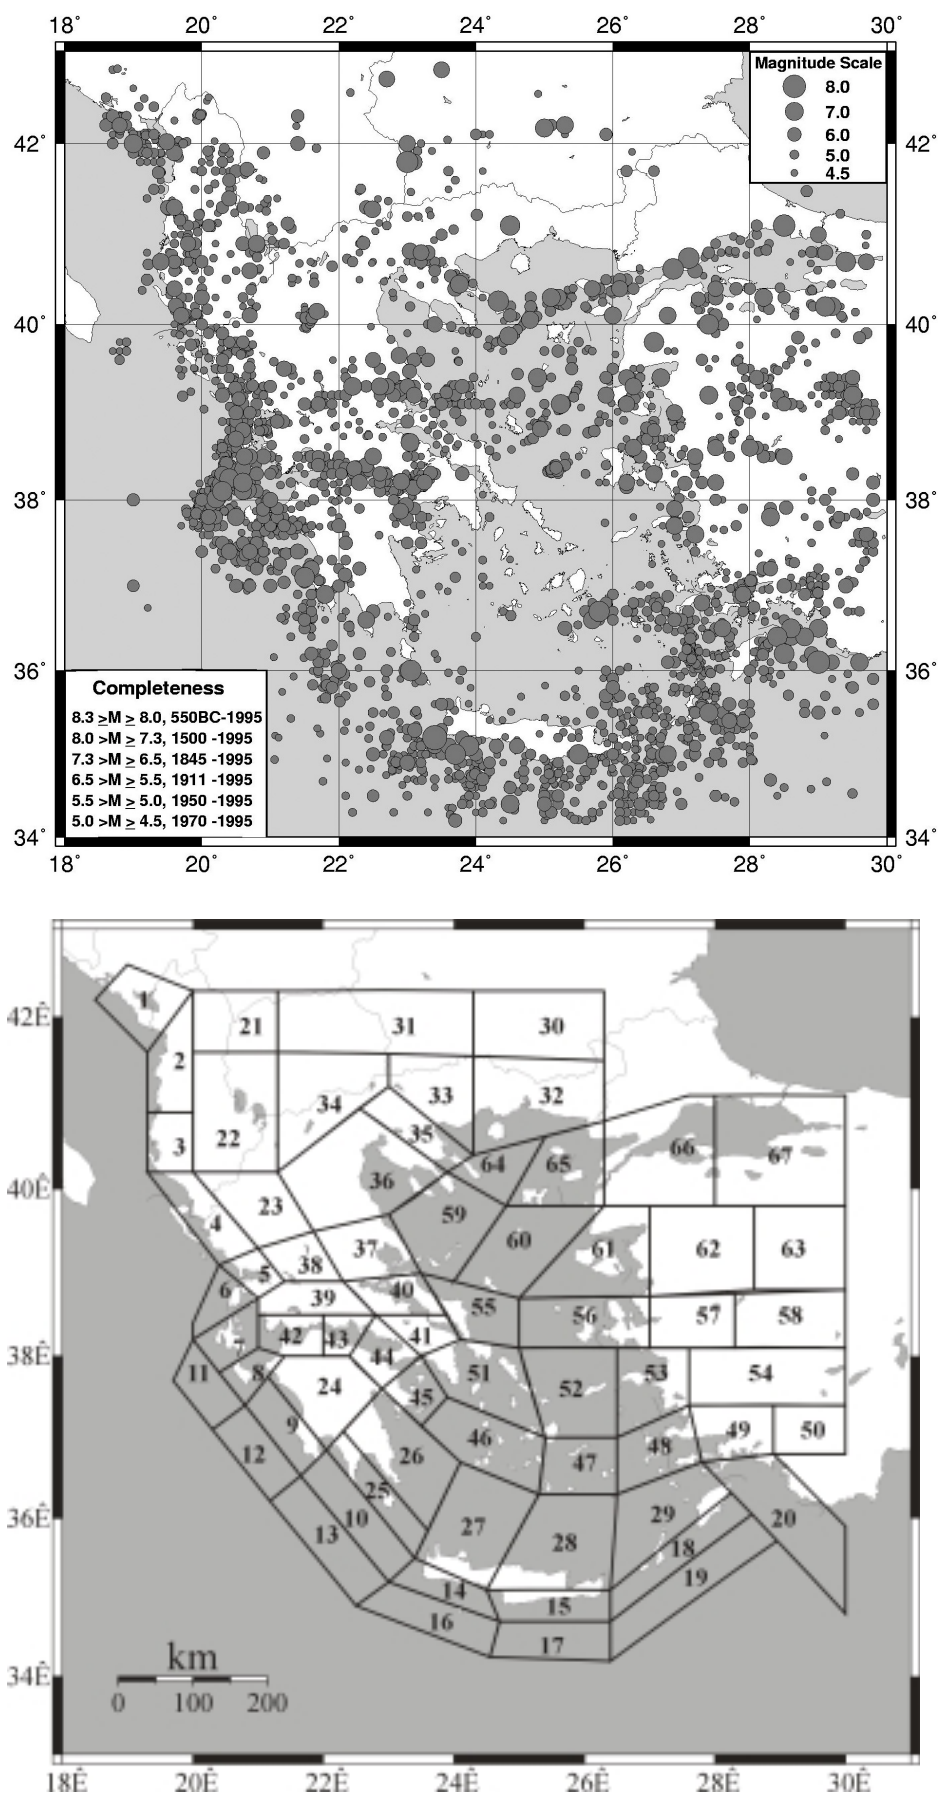 18° 20° 22° 24° 26° 28° 30°
Magnitude Scale
8.0
7.0
6.0
5.0
4.5
42° 42°
40° 40°
38° 38°
36° 36°
Completeness
8.3 ≥M ≥ 8.0, 550BC-1995
8.0 >M ≥ 7.3, 1500 -1995
7.3 >M ≥ 6.5, 1845 -1995
6.5 >M ≥ 5.5, 1911 -1995
5.5 >M ≥ 5.0, 1950 -1995
5.0 >M ≥ 4.5, 1970 -1995
34° 34°
18° 20° 22° 24° 26° 28° 30°
1
42Ê 21 31 30
2
34 33 32
3 22 35 64 65 66 67
36
40Ê
4 23 59
37 60 61 62 63
5 38
6 39 40 55 56 57 58
7 42 43 41
38Ê 44
11 8 24 45 51 52 53 54
9 46 48 49 50
12 26 47
25
36Ê 13 10 27 28 29 20
18
14 15 19
16 17
km
34Ê
0 100 200
18Ê 20Ê 22Ê 24Ê 26Ê 28Ê 30Ê